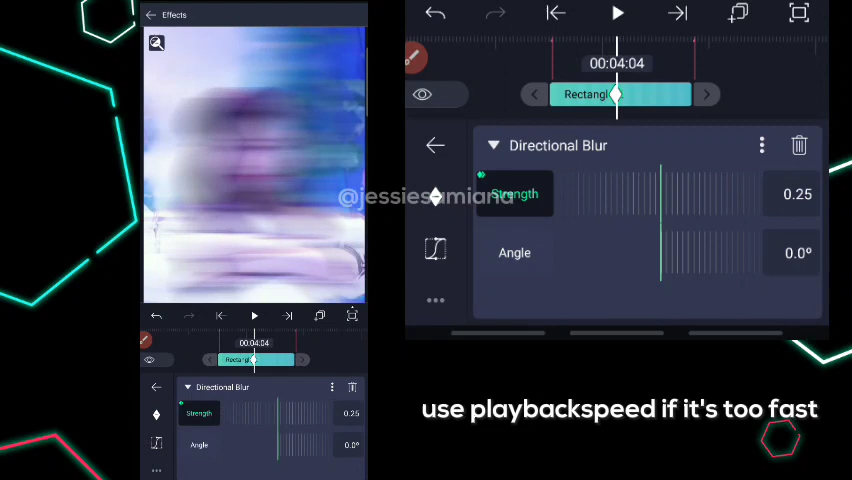 Effects
00:04:04
Rectangl
Directional Blur
Strength
0.25
Angle
0.0º
00:04:04
Rectangl
Directional Blur
Strength
0.25
Angle
0.0º
@jessiesamiana
use playbackspeed if it's too fast